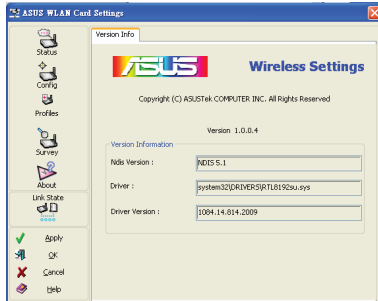 ASUS WLAN Card Settings
Status
Config
Profiles
Survey
About
Link State
Apply
OK
Cancel
Help
Version Info
ASUS
Wireless Settings
Copyright (C) ASUSTek COMPUTER INC. All Rights Reserved
Version 1.0.0.4
Version Information
Ndis Version :
NDIS 5.1
Driver :
system32\DRIVERS\RTL8192su.sys
Driver Version :
1084.14.814.2009